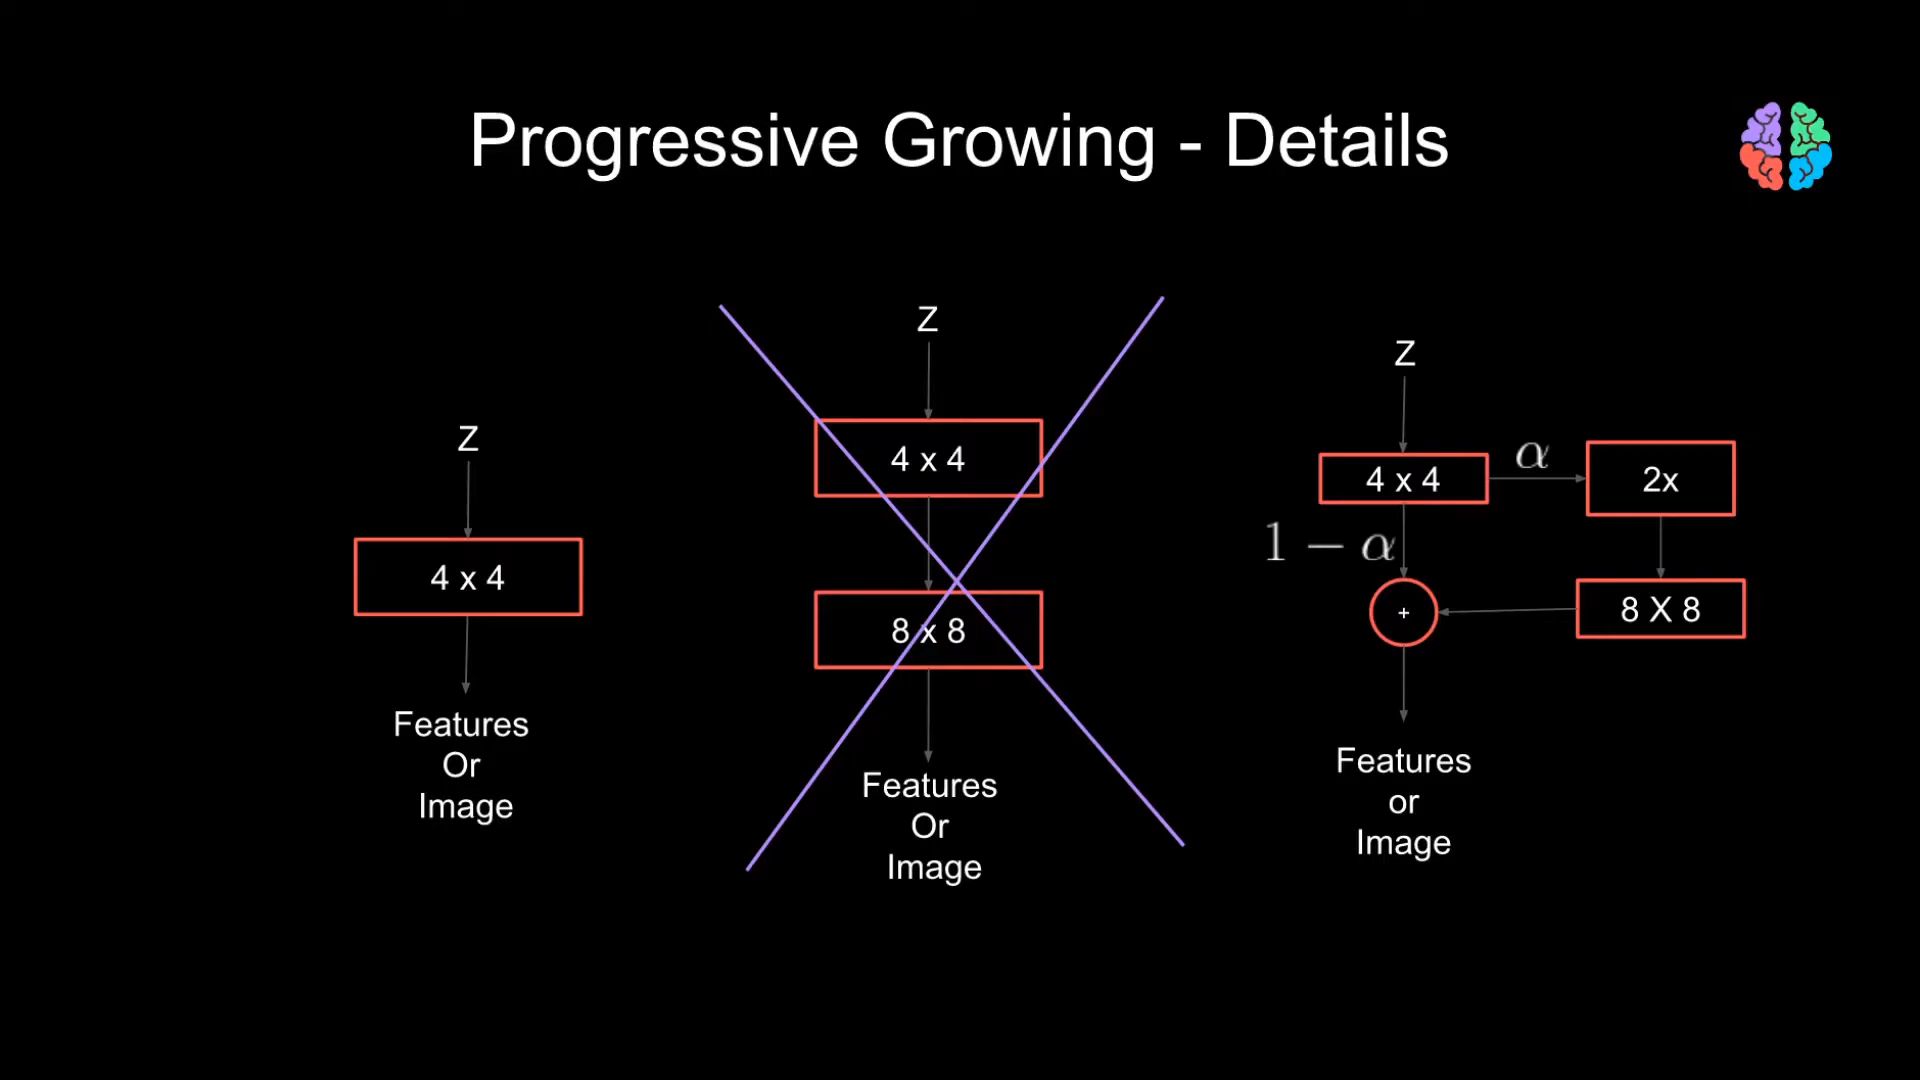 Progressive Growing - Details
Z
4 x 4
Features
Or
Image
Z
4 x 4
8 x 8
Features
Or
Image
Z
4 x 4
α
2x
1 − α
+
8 X 8
Features
or
Image